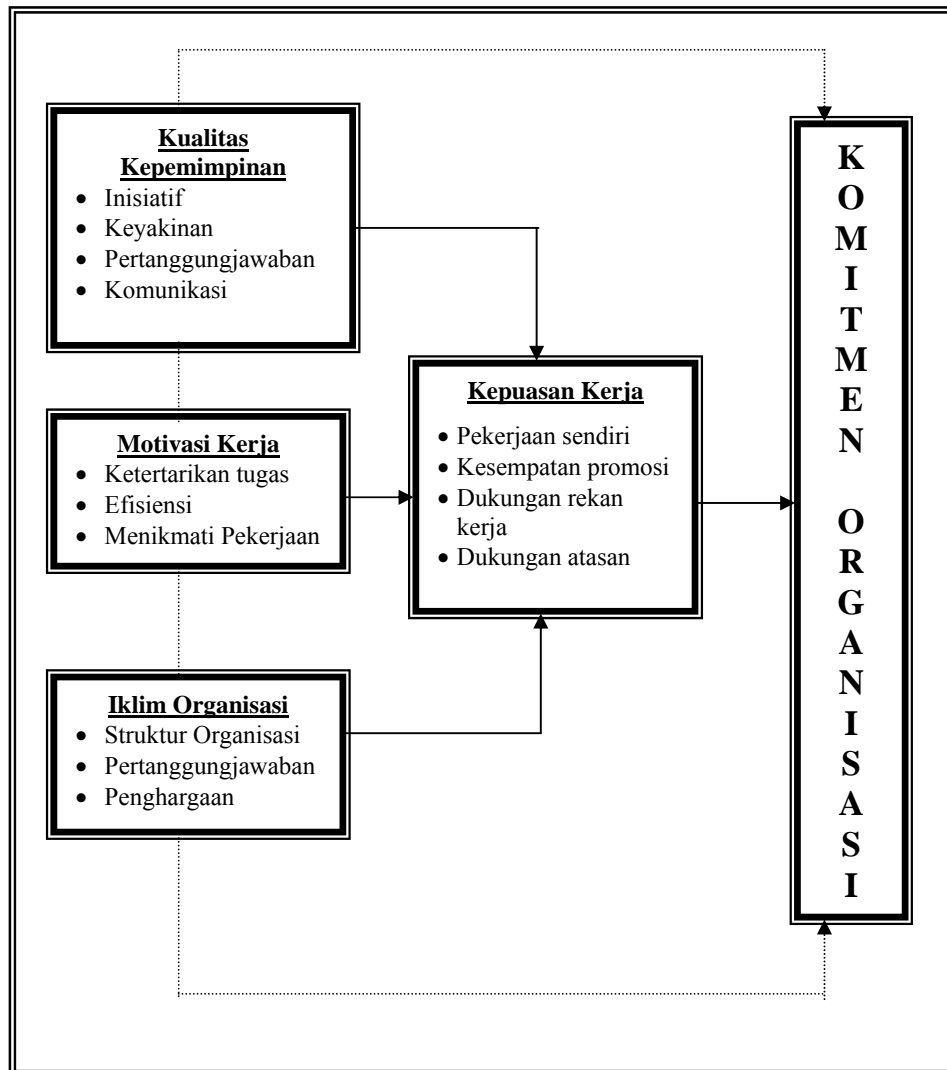 Kualitas
Kepemimpinan
• Inisiatif
• Keyakinan
• Pertanggungjawaban
• Komunikasi
Motivasi Kerja
• Ketertarikan tugas
• Efisiensi
• Menikmati Pekerjaan
Iklim Organisasi
• Struktur Organisasi
• Pertanggungjawaban
• Penghargaan
Kepuasan Kerja
• Pekerjaan sendiri
• Kesempatan promosi
• Dukungan rekan
kerja
• Dukungan atasan
K
O
M
I
T
M
E
N
O
R
G
A
N
I
S
A
S
I